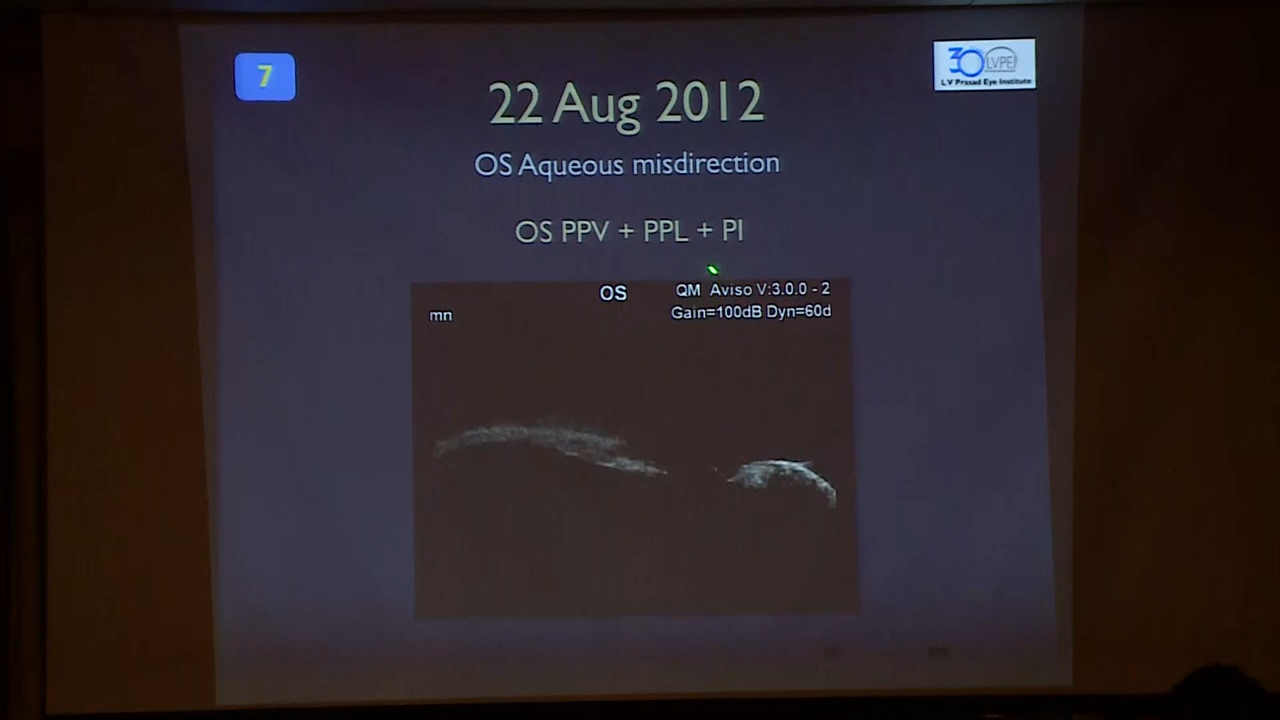 7
30 LVPEI
L V Prasad Eye Institute
22 Aug 2012
OS Aqueous misdirection
OS PPV + PPL + PI
OS
QM Aviso V:3.0.0 - 2
mn
Gain=100dB Dyn=60d